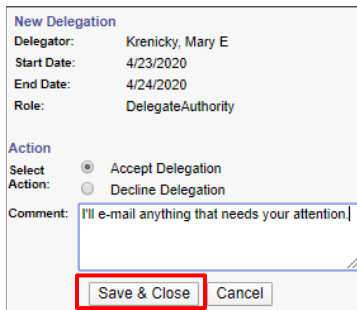 New Delegation
Delegator: Krenicky, Mary E
Start Date: 4/23/2020
End Date: 4/24/2020
Role: DelegateAuthority
Action
Select Action: Accept Delegation
Decline Delegation
Comment: I'll e-mail anything that needs your attention.
Save & Close Cancel